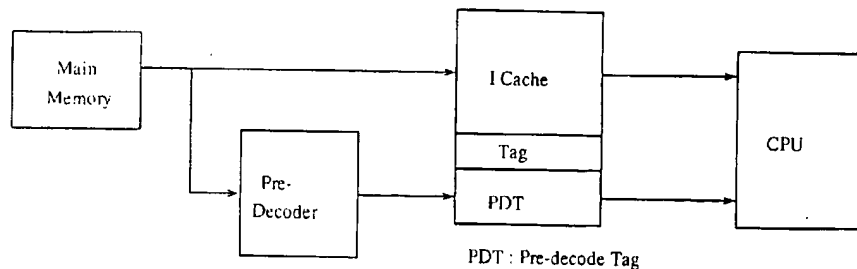 Main
Memory
I Cache
Tag
PDT
CPU
Pre-
Decoder
PDT : Pre-decode Tag